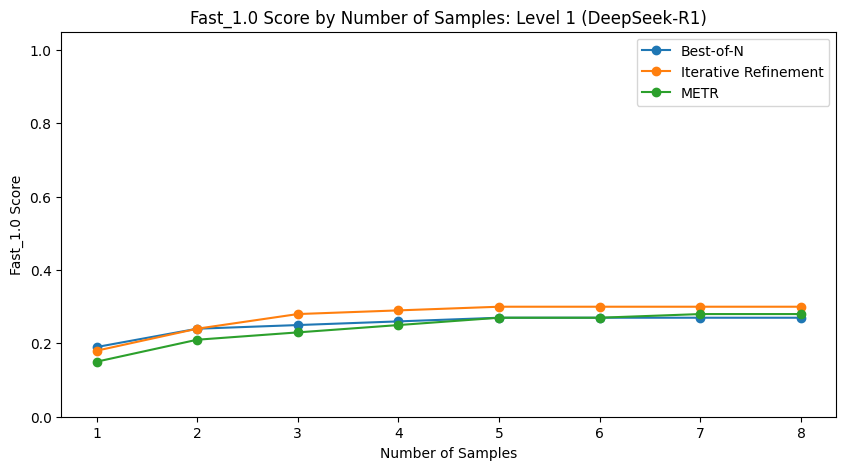 Fast_1.0 Score by Number of Samples: Level 1 (DeepSeek-R1)
Best-of-N
Iterative Refinement
METR
Fast_1.0 Score
1.0
0.8
0.6
0.4
0.2
0.0
1 2 3 4 5 6 7 8
Number of Samples